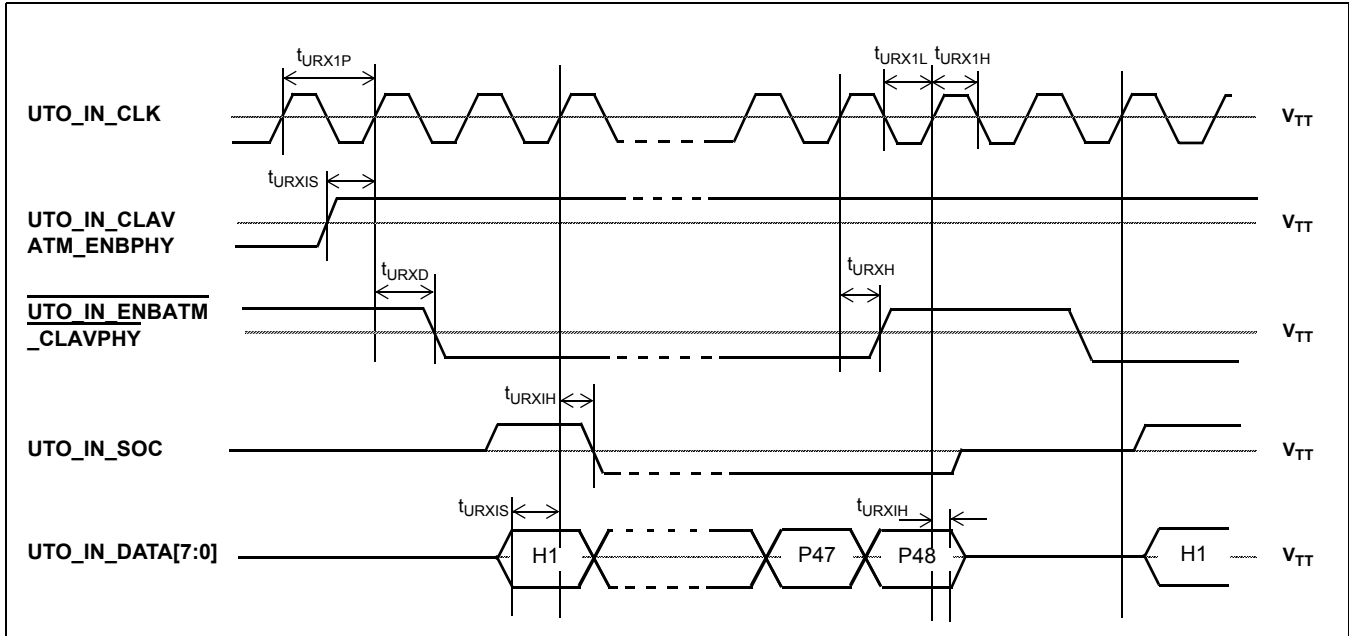 tURX1P
tURX1L tURX1H
UTO_IN_CLK
VTT
tURXIS
UTO_IN_CLAV
ATM_ENBPHY
VTT
tURXD
tURXH
UTO_IN_ENBATM
_CLAVPHY
VTT
tURXIH
UTO_IN_SOC
VTT
tURXIS
tURXIH
UTO_IN_DATA[7:0]
H1
P47
P48
H1
VTT